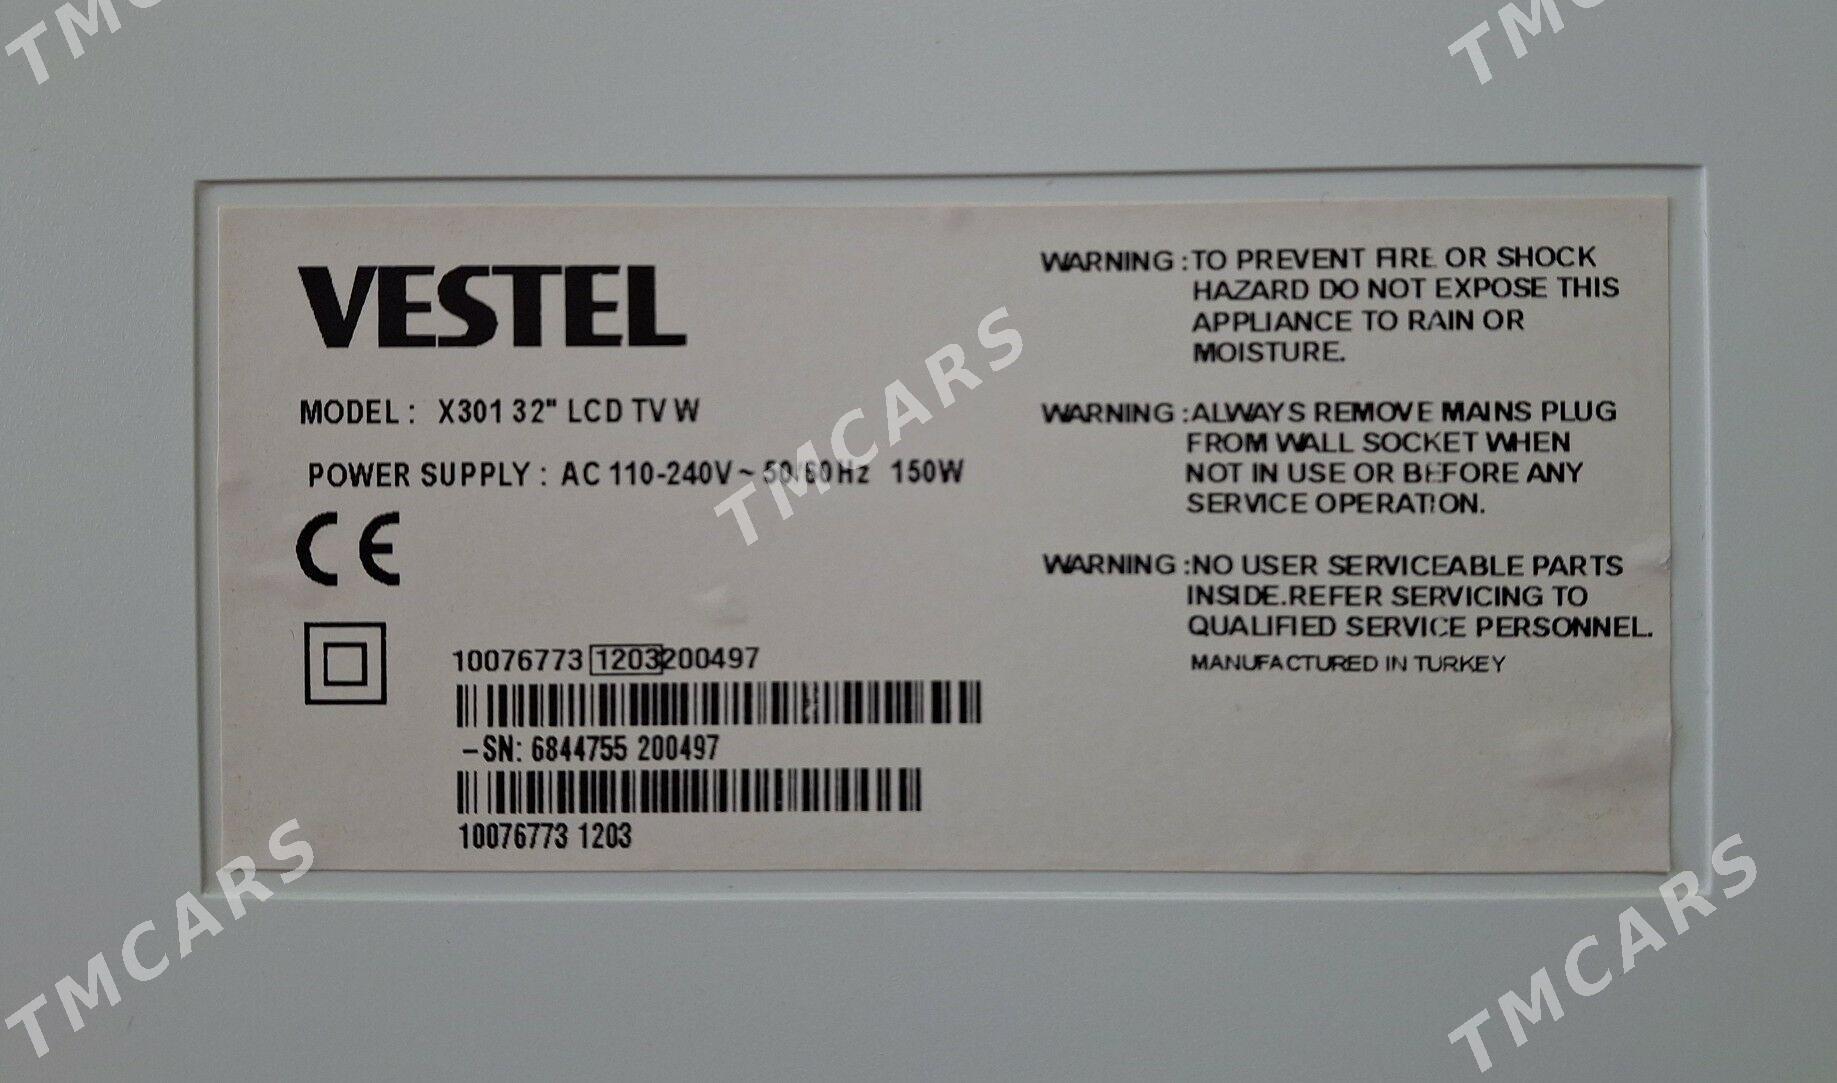 VESTEL
MODEL : X301 32" LCD TV W
POWER SUPPLY : AC 110-240V ~ 50/60Hz 150W
CE
10076773 1203 200497
-SN: 6844755 200497
10076773 1203
WARNING :TO PREVENT FIRE OR SHOCK
HAZARD DO NOT EXPOSE THIS
APPLIANCE TO RAIN OR
MOISTURE.
WARNING :ALWAYS REMOVE MAINS PLUG
FROM WALL SOCKET WHEN
NOT IN USE OR BEFORE ANY
SERVICE OPERATION.
WARNING :NO USER SERVICEABLE PARTS
INSIDE.REFER SERVICING TO
QUALIFIED SERVICE PERSONNEL.
MANUFACTURED IN TURKEY
TMCARS
TMCARS
TMCARS
TMCARS
TMCARS